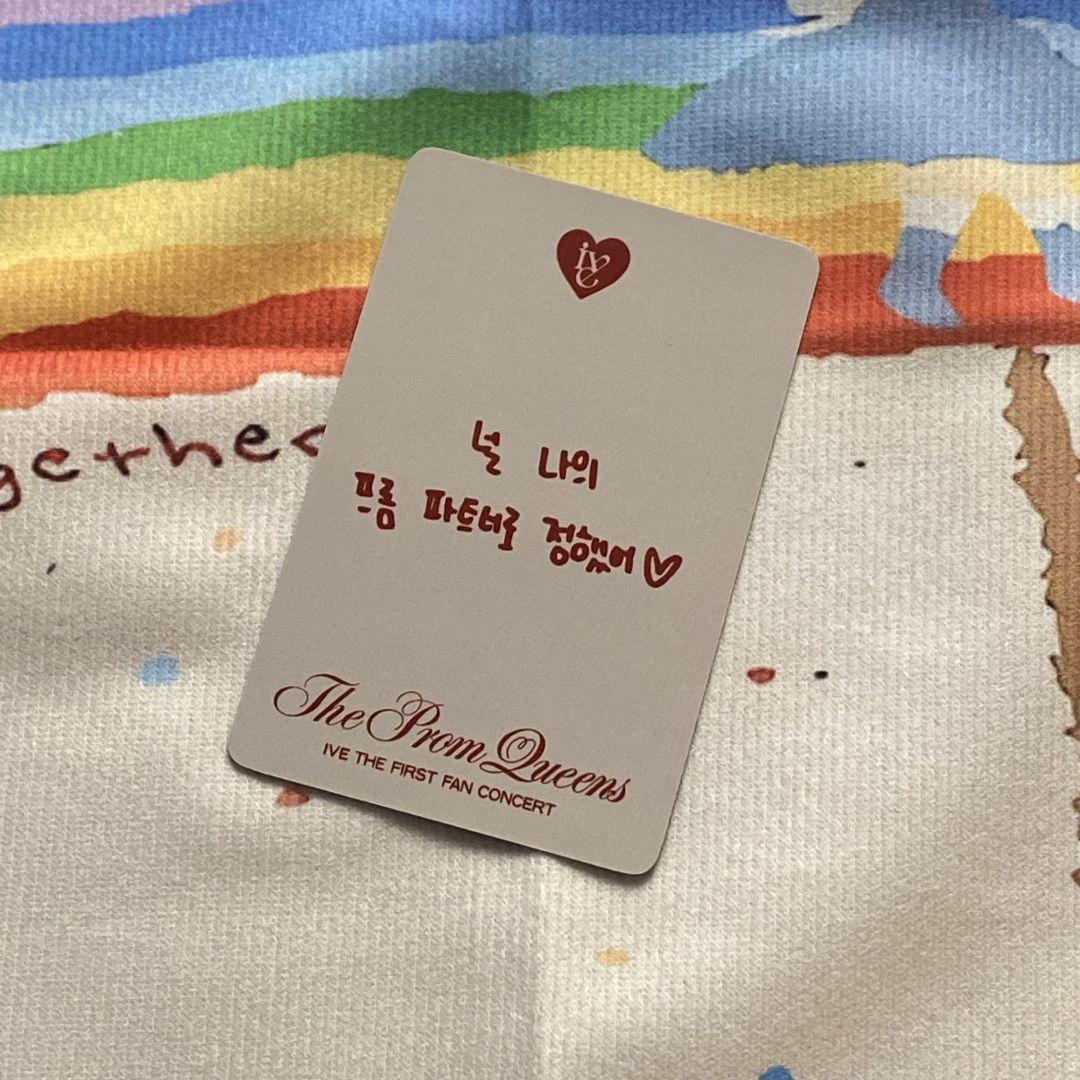 IVE
널 나의
프롬 파트너로 정했어♡
The Prom Queens
IVE THE FIRST FAN CONCERT
gether